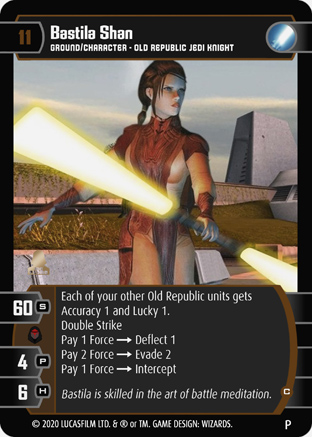 11
Bastila Shan
GROUND/CHARACTER - OLD REPUBLIC JEDI KNIGHT
60 S
4 P
6 H
Each of your other Old Republic units gets
Accuracy 1 and Lucky 1.
Double Strike
Pay 1 Force → Deflect 1
Pay 2 Force → Evade 2
Pay 1 Force → Intercept
Bastila is skilled in the art of battle meditation.
C
© 2020 LUCASFILM LTD. & ® or TM. GAME DESIGN: WIZARDS.
P